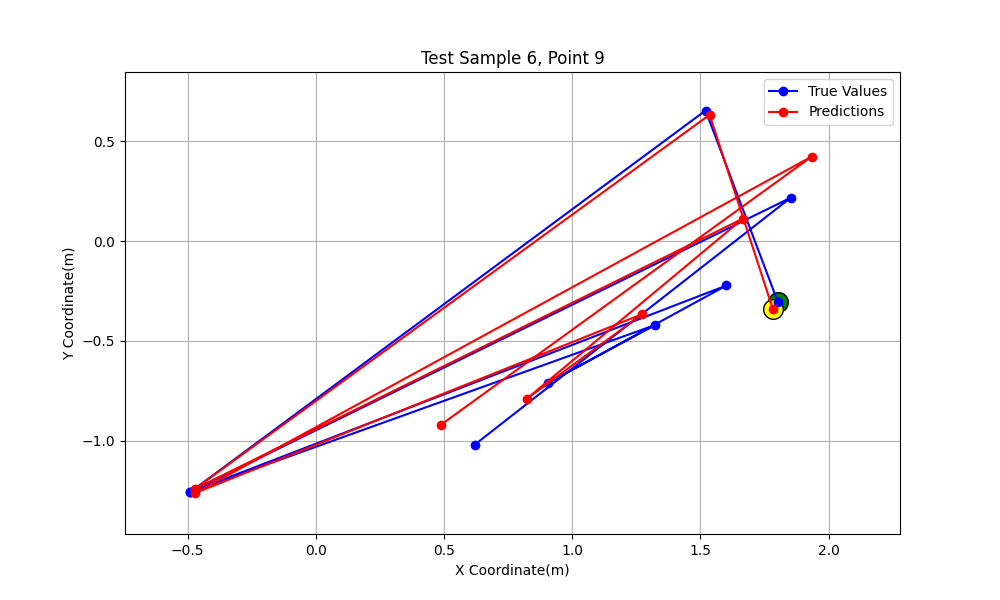 Test Sample 6, Point 9
True Values
Predictions
Y Coordinate(m)
0.5
0.0
−0.5
−1.0
−0.5
0.0
0.5
1.0
1.5
2.0
X Coordinate(m)